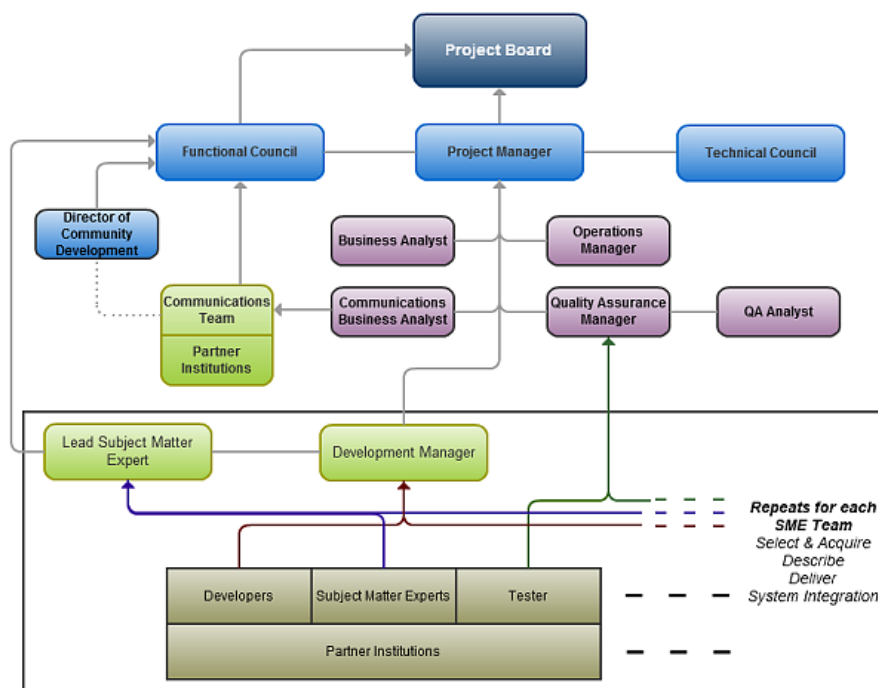 Project Board
Functional Council
Project Manager
Technical Council
Director of
Community
Development
Business Analyst
Operations
Manager
Communications
Team
Partner
Institutions
Communications
Business Analyst
Quality Assurance
Manager
QA Analyst
Lead Subject Matter
Expert
Development Manager
Repeats for each
SME Team
Select & Acquire
Describe
Deliver
System Integration
Developers
Subject Matter Experts
Tester
Partner Institutions